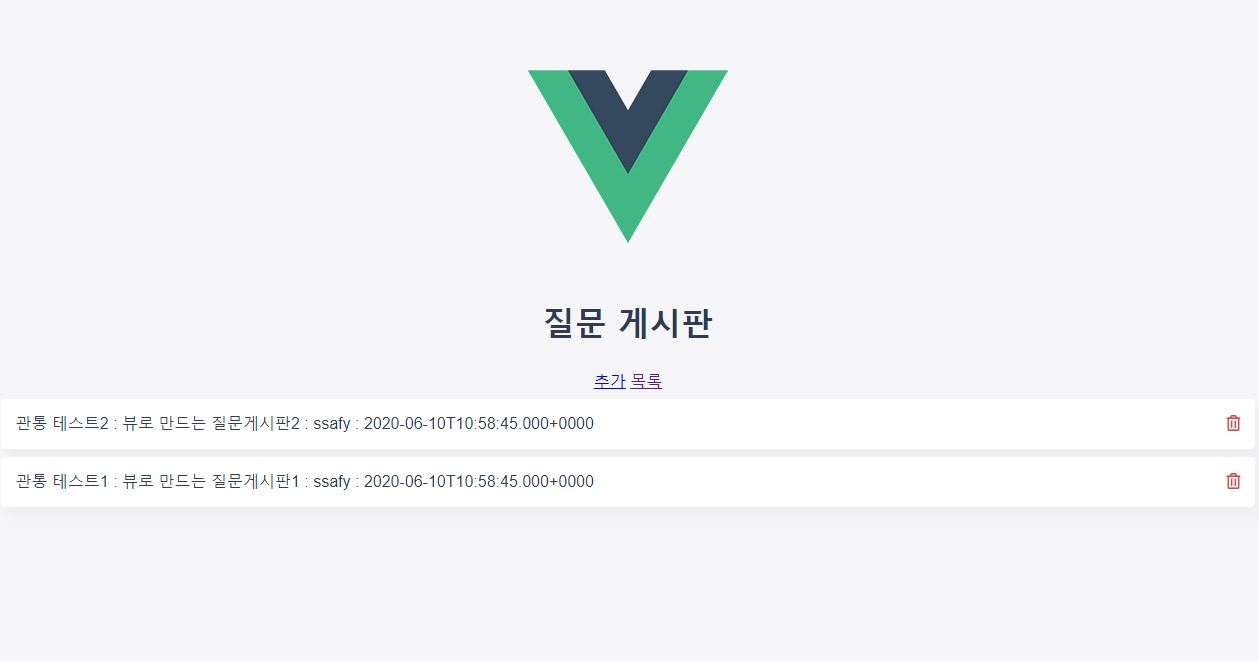 질문 게시판
추가 목록
관통 테스트2 : 뷰로 만드는 질문게시판2 : ssafy : 2020-06-10T10:58:45.000+0000
관통 테스트1 : 뷰로 만드는 질문게시판1 : ssafy : 2020-06-10T10:58:45.000+0000